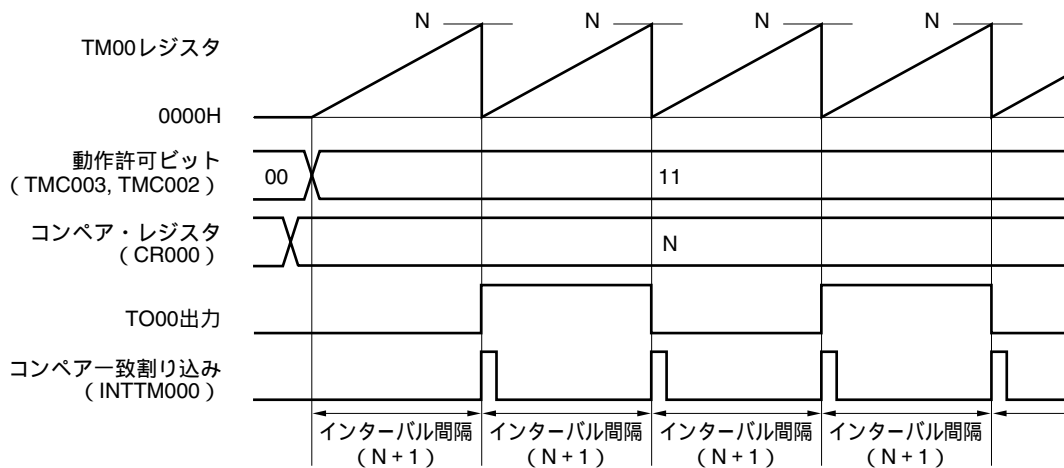 N N N N
TM00レジスタ
0000H
動作許可ビット
(TMC003, TMC002)
00 11
コンペア・レジスタ
(CR000)
N
TO00出力
コンペア一致割り込み
(INTTM000)
インターバル間隔 インターバル間隔 インターバル間隔 インターバル間隔
(N+1) (N+1) (N+1) (N+1)